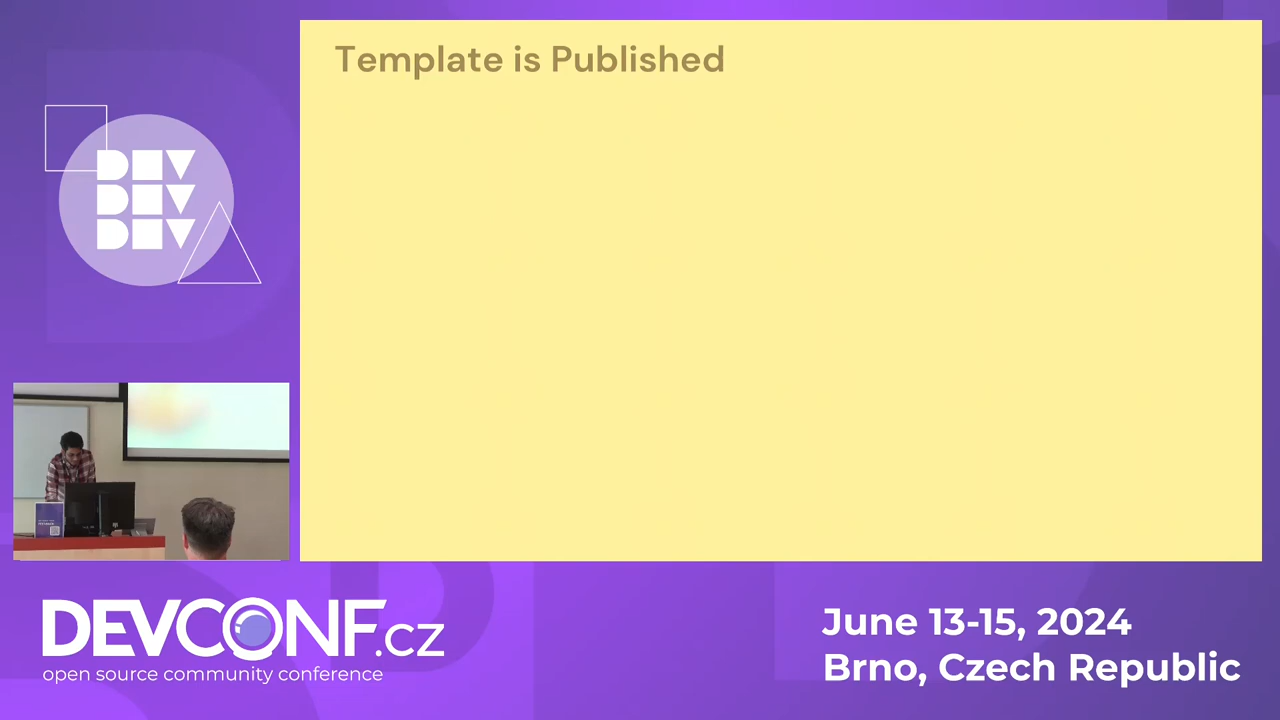 Template is Published
DEV
DEV
DEV
DEVCONF.cz
open source community conference
June 13-15, 2024
Brno, Czech Republic